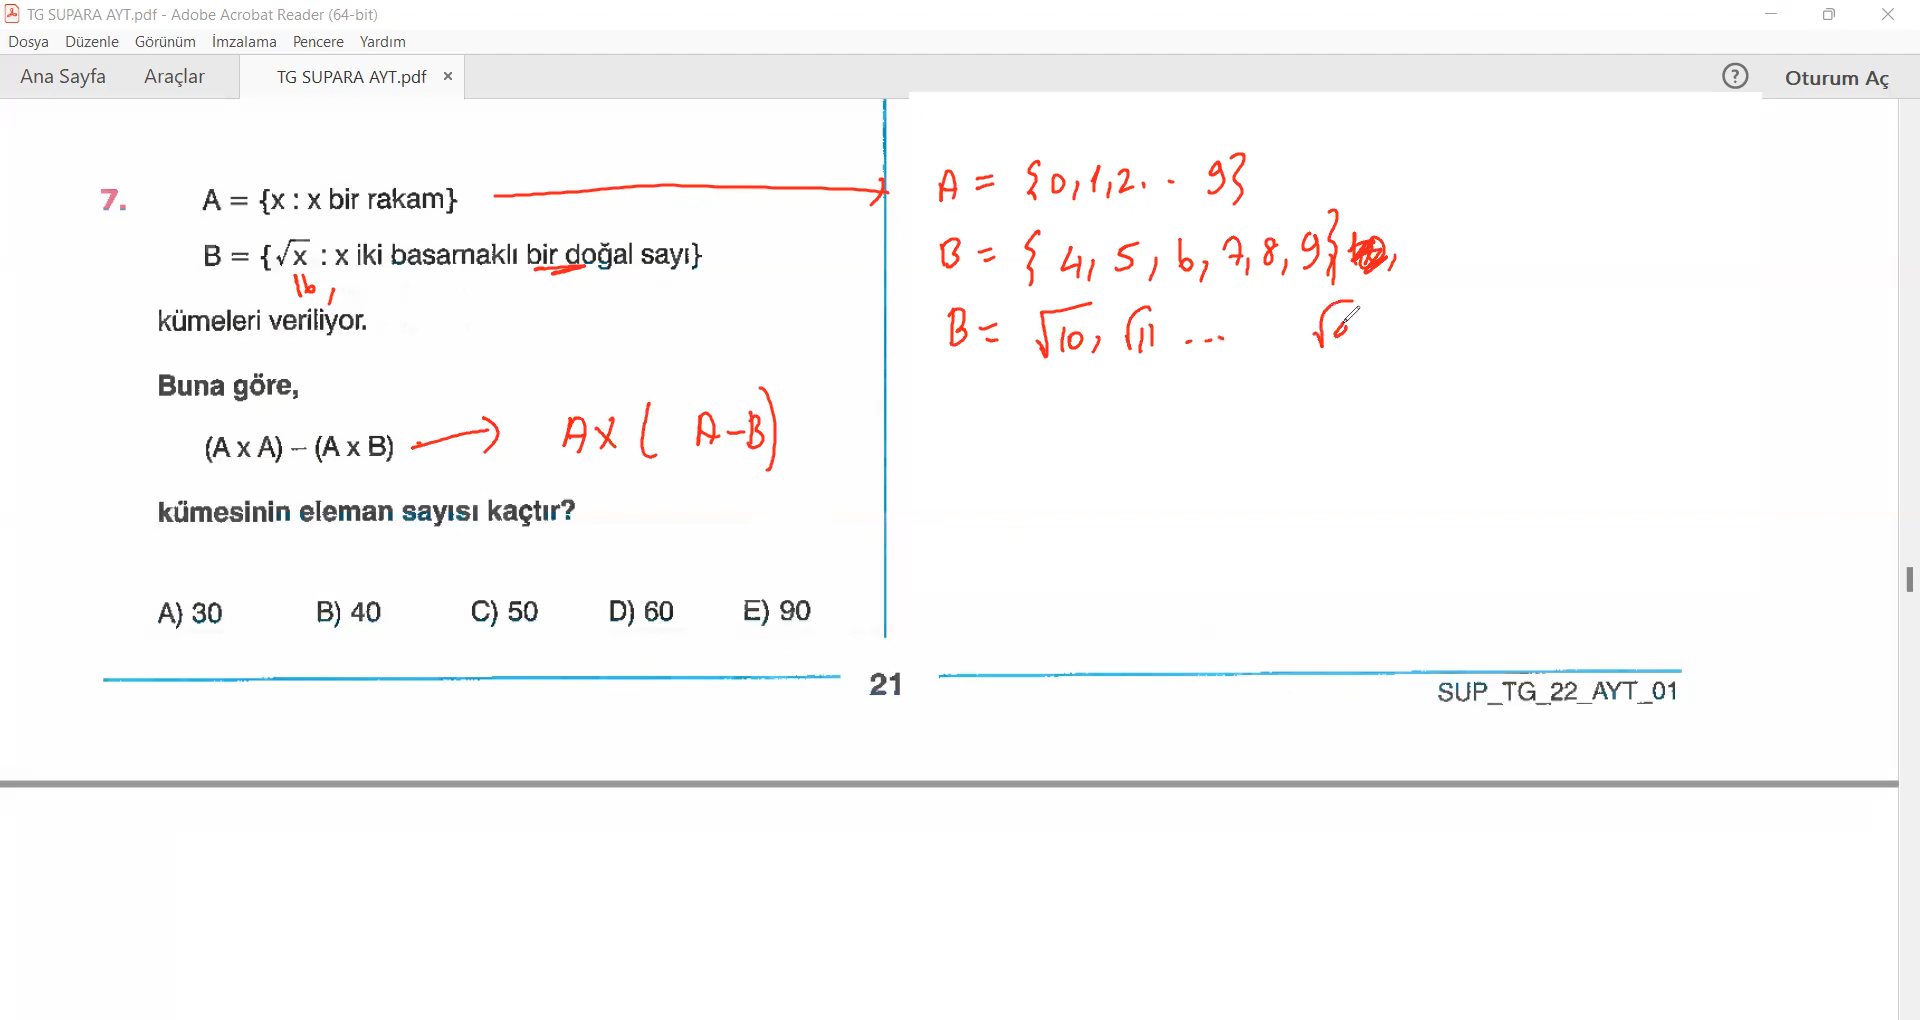 TG SUPARA AYT.pdf - Adobe Acrobat Reader (64-bit)
Dosya Düzenle Görünüm İmzalama Pencere Yardım
Ana Sayfa Araçlar TG SUPARA AYT.pdf × ? Oturum Aç
7. A = {x : x bir rakam}
B = {√x : x iki basamaklı bir doğal sayı}
16,
kümeleri veriliyor.
Buna göre,
(A x A) – (A x B) → A x ( A – B)
kümesinin eleman sayısı kaçtır?
A) 30 B) 40 C) 50 D) 60 E) 90
A = {0, 1, 2. . 9}
B = { 4, 5, 6, 7, 8, 9} ,
B = √10, √11 ...
21
SUP_TG_22_AYT_01